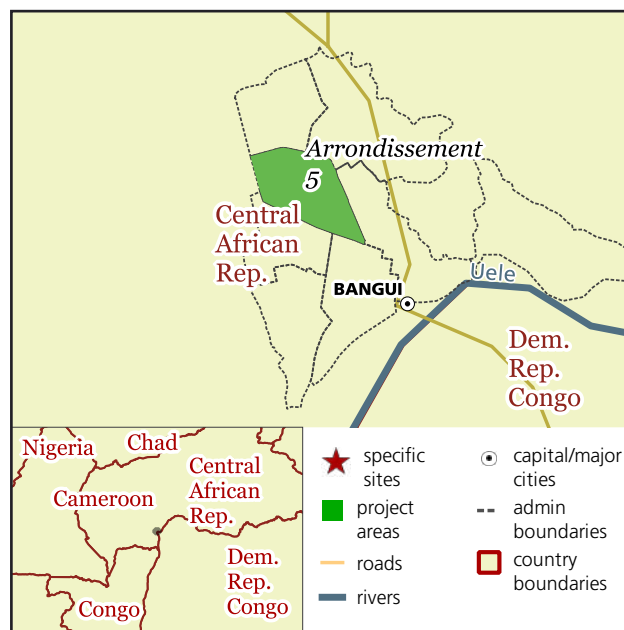 Arrondissement
5
Central
African
Rep.
Uele
BANGUI
Dem.
Rep.
Congo
Nigeria
Chad
Central
African
Rep.
Cameroon
Dem.
Rep.
Congo
Congo
specific
sites
project
areas
roads
rivers
capital/major
cities
admin
boundaries
country
boundaries